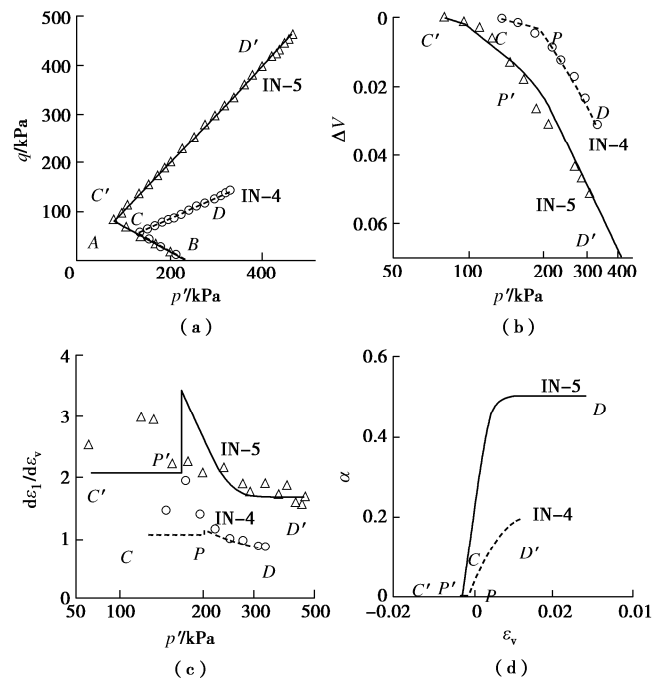 500
400
300
200
100
0
200
400
q/kPa
p′/kPa
D′
IN-5
C′
C
IN-4
D
A
B
(a)
0
0.02
0.04
0.06
50
100
200
300
400
ΔV
p′/kPa
C′
C
P
P′
D
IN-4
IN-5
D′
(b)
4
3
2
1
0
50
100
200
300
500
dε₁/dεᵥ
p′/kPa
P′
IN-5
C′
IN-4
D′
C
P
D
(c)
0.6
0.4
0.2
0
-0.02
0
0.02
0.01
α
εᵥ
IN-5
D
IN-4
D′
C
C′ P′
P
(d)